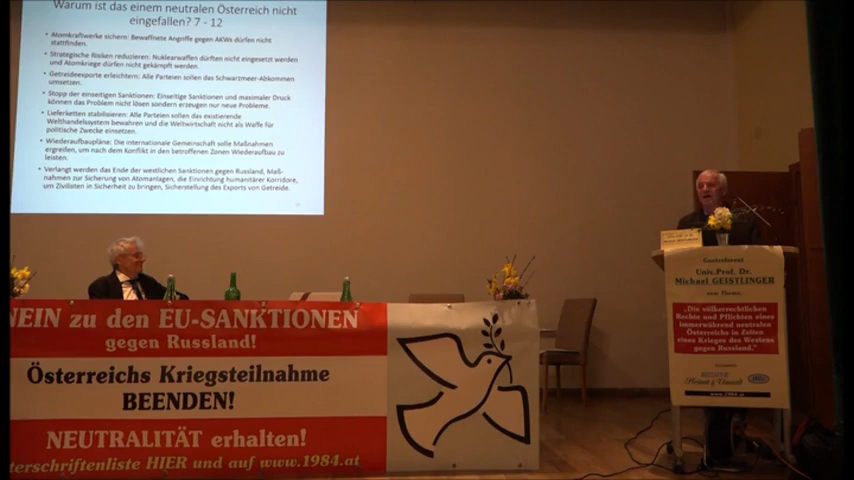 Warum ist das einem neutralen Österreich nicht
eingefallen? 7 - 12
• Atomkraftwerke sichern: Bewaffnete Angriffe gegen AKWs dürfen nicht
stattfinden.
• Strategische Risiken reduzieren: Nuklearwaffen dürften nicht eingesetzt werden
und Atomkriege dürfen nicht gekämpft werden.
• Getreideexporte erleichtern: Alle Parteien sollen das Schwarzmeer-Abkommen
umsetzen.
• Stopp der einseitigen Sanktionen: Einseitige Sanktionen und maximaler Druck
können das Problem nicht lösen sondern erzeugen nur neue Probleme.
• Lieferketten stabilisieren: Alle Parteien sollen das existierende
Welthandelssystem bewahren und die Weltwirtschaft nicht als Waffe für
politische Zwecke einsetzen.
• Wiederaufbaupläne: Die internationale Gemeinschaft solle Maßnahmen
ergreifen, um nach dem Konflikt in den betroffenen Zonen Wiederaufbau zu
leisten.
• Verlangt werden das Ende der westlichen Sanktionen gegen Russland, Maß-
nahmen zur Sicherung von Atomanlagen, die Einrichtung humanitärer Korridore,
um Zivilisten in Sicherheit zu bringen, Sicherstellung des Exports von Getreide.
NEIN zu den EU-SANKTIONEN
gegen Russland!
Österreichs Kriegsteilnahme
BEENDEN!
NEUTRALITÄT erhalten!
terschriftenliste HIER und auf www.1984.at
Gastreferent
Univ.Prof. Dr.
Michael GEISTLINGER
zum Thema:
„Die völkerrechtlichen
Rechte und Pflichten eines
immerwährend neutralen
Österreichs in Zeiten
eines Krieges des Westens
gegen Russland."
Heimat & Umwelt
www.1984.at